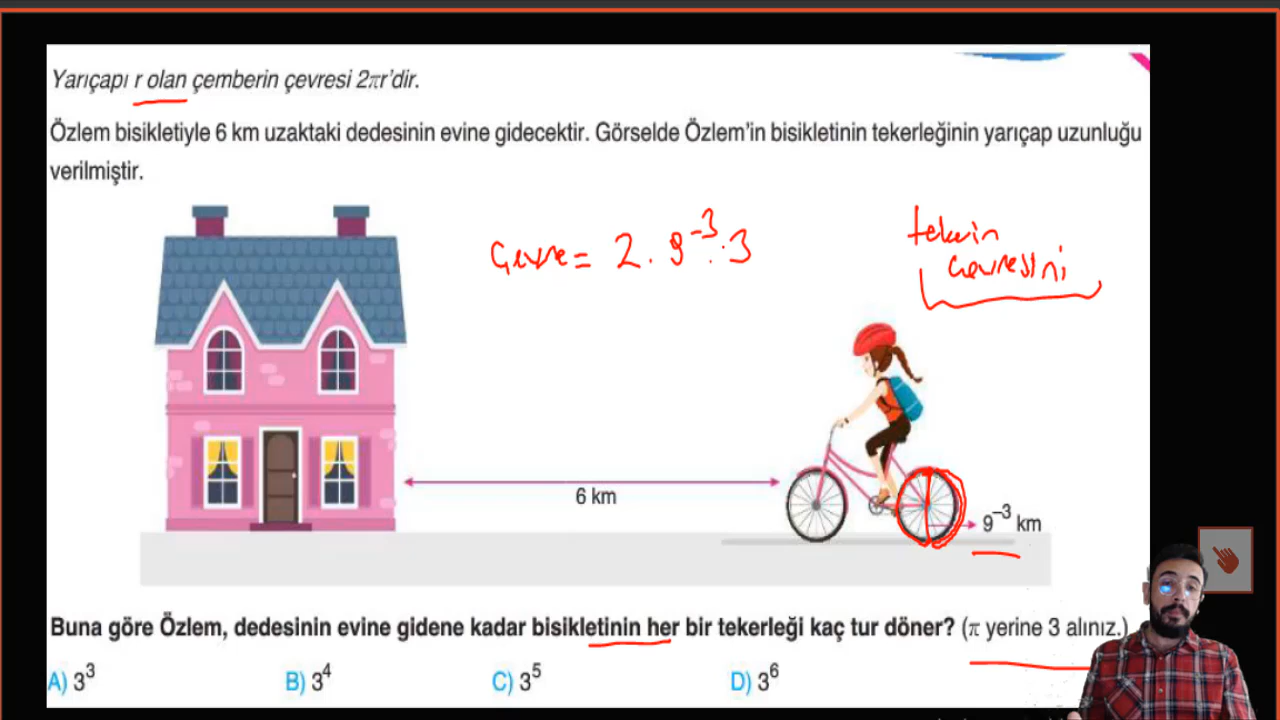 Yarıçapı r olan çemberin çevresi 2πr'dir.
Özlem bisikletiyle 6 km uzaktaki dedesinin evine gidecektir. Görselde Özlem'in bisikletinin tekerleğinin yarıçap uzunluğu
verilmiştir.
Çevre = 2 . 9⁻³ . 3
tekerin
çevresini
6 km
9⁻³ km
Buna göre Özlem, dedesinin evine gidene kadar bisikletinin her bir tekerleği kaç tur döner? (π yerine 3 alınız.)
A) 3³ B) 3⁴ C) 3⁵ D) 3⁶